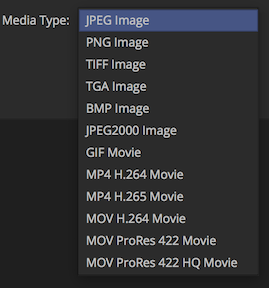 Media Type: JPEG Image
PNG Image
TIFF Image
TGA Image
BMP Image
JPEG2000 Image
GIF Movie
MP4 H.264 Movie
MP4 H.265 Movie
MOV H.264 Movie
MOV ProRes 422 Movie
MOV ProRes 422 HQ Movie